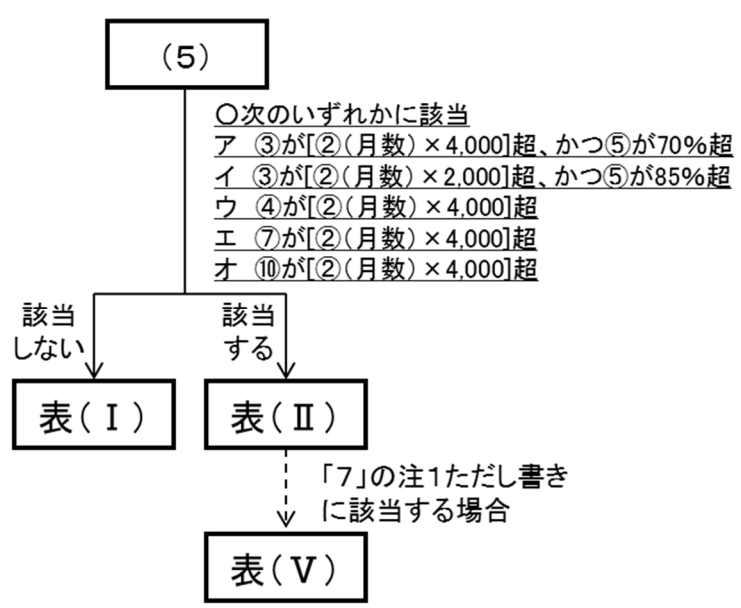 （５）
〇次のいずれかに該当
ア　③が[②（月数）×4,000]超、かつ⑤が70％超
イ　③が[②（月数）×2,000]超、かつ⑤が85％超
ウ　④が[②（月数）×4,000]超
エ　⑦が[②（月数）×4,000]超
オ　⑩が[②（月数）×4,000]超
該当
しない
該当
する
表（Ⅰ）
表（Ⅱ）
「７」の注１ただし書き
に該当する場合
表（Ⅴ）